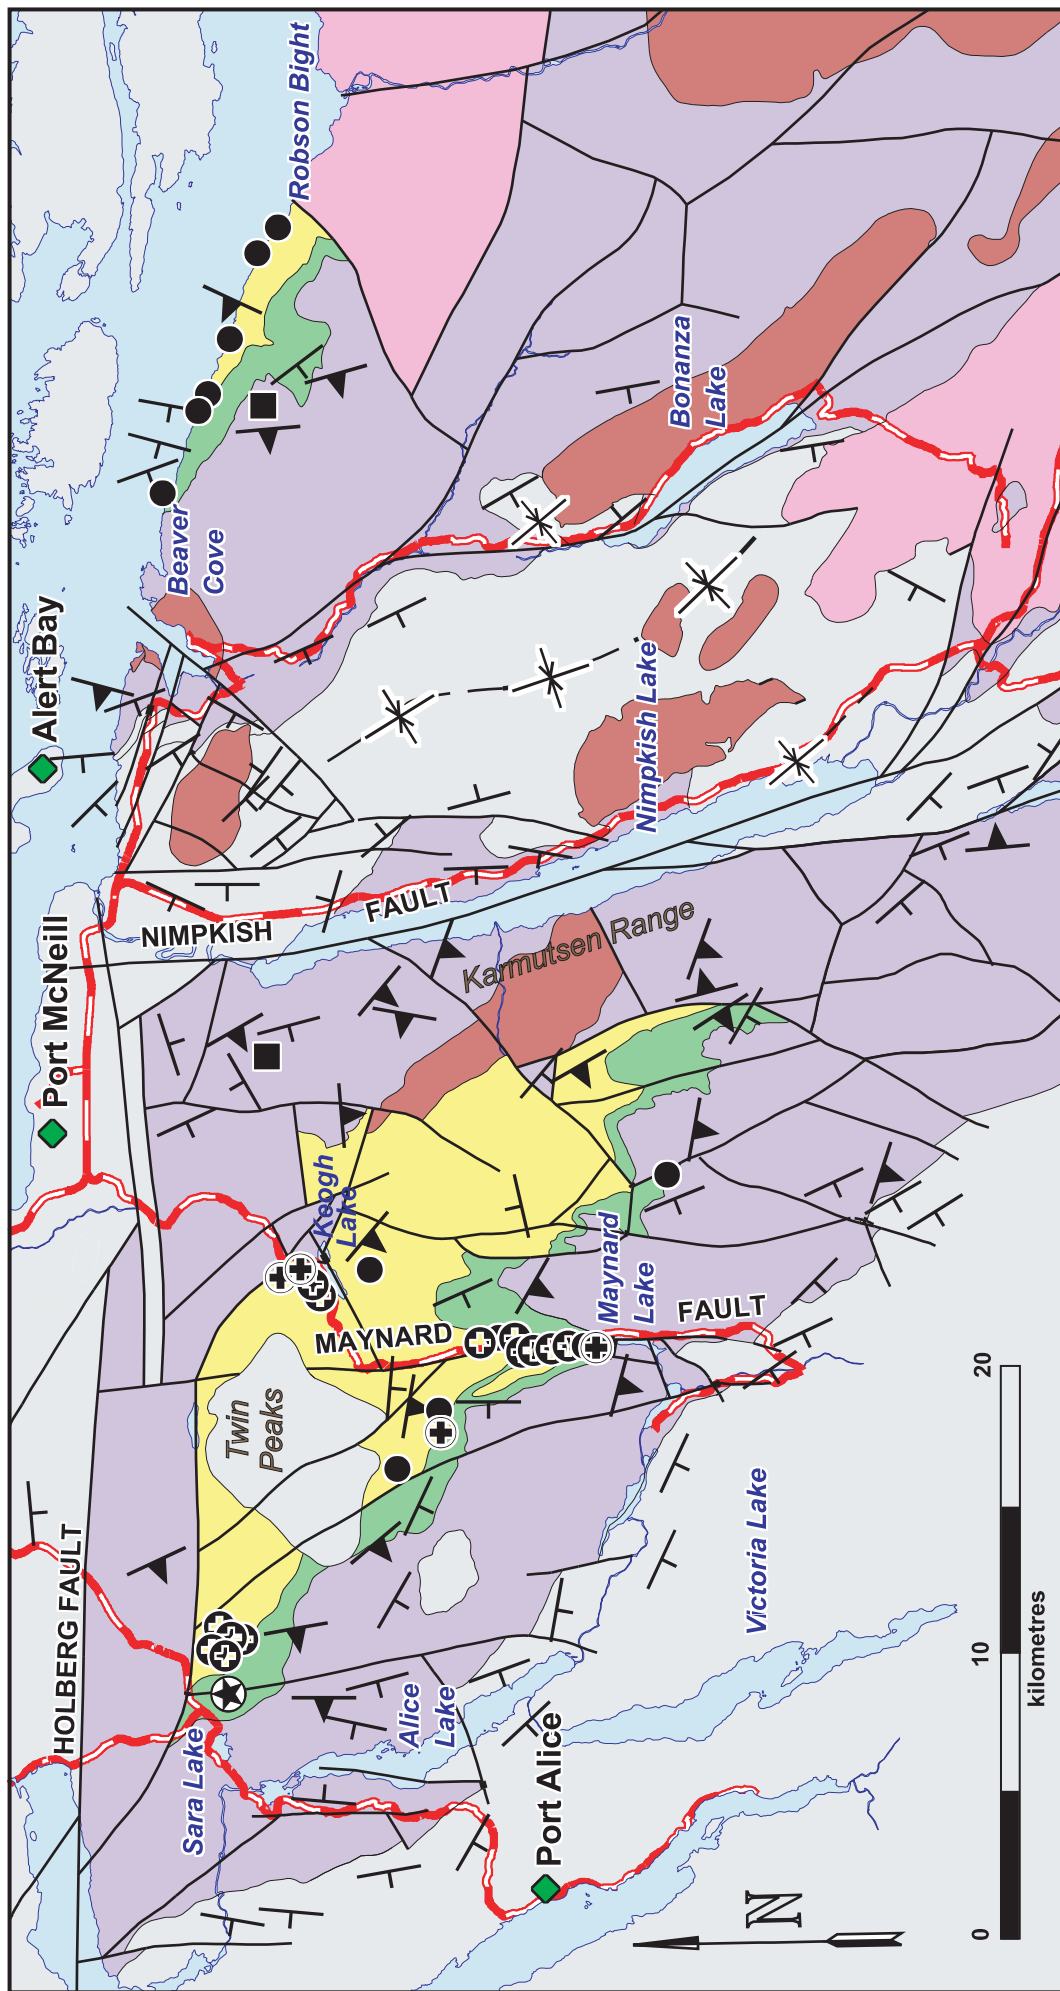 Robson Bight
Alert Bay
Beaver
Cove
Bonanza
Lake
Port McNeill
NIMPKISH
FAULT
Nimpkish Lake
Karmutsen Range
Keogh
Lake
MAYNARD
FAULT
Maynard
Lake
Twin
Peaks
HOLBERG FAULT
Sara Lake
Alice
Lake
Victoria Lake
Port Alice
N
0
10
20
kilometres